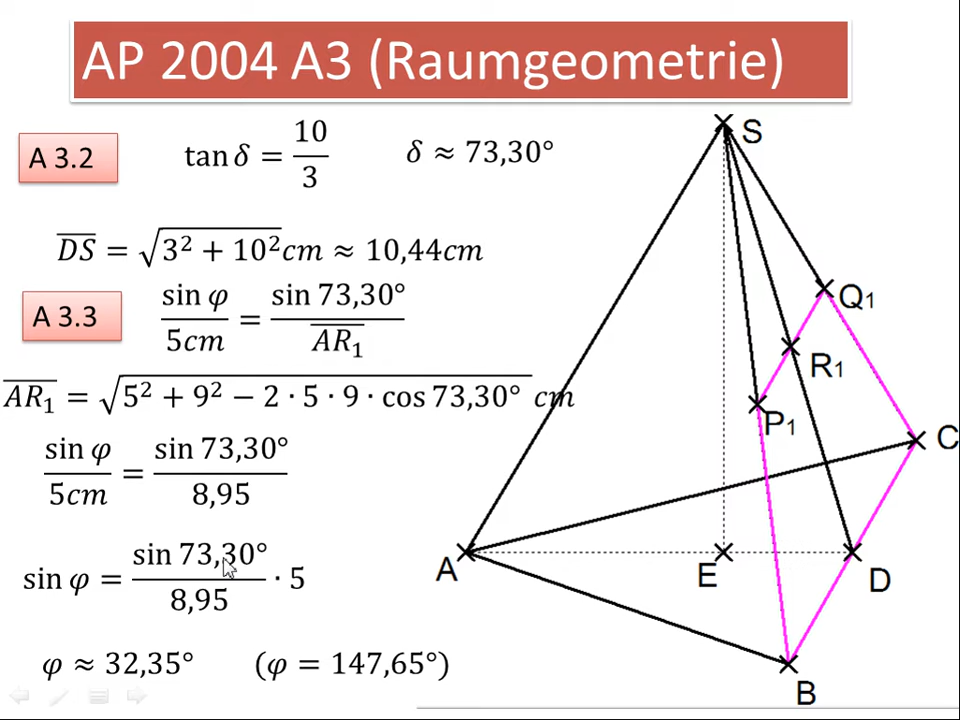 AP 2004 A3 (Raumgeometrie)
A 3.2
tan δ = 10/3
δ ≈ 73,30°
DS = √(3² + 10²) cm ≈ 10,44cm
A 3.3
sin φ / 5cm = sin 73,30° / AR₁
AR₁ = √(5² + 9² − 2 · 5 · 9 · cos 73,30°) cm
sin φ / 5cm = sin 73,30° / 8,95
sin φ = sin 73,30° / 8,95 · 5
φ ≈ 32,35° (φ = 147,65°)
S
Q1
R1
P1
C
A
E
D
B